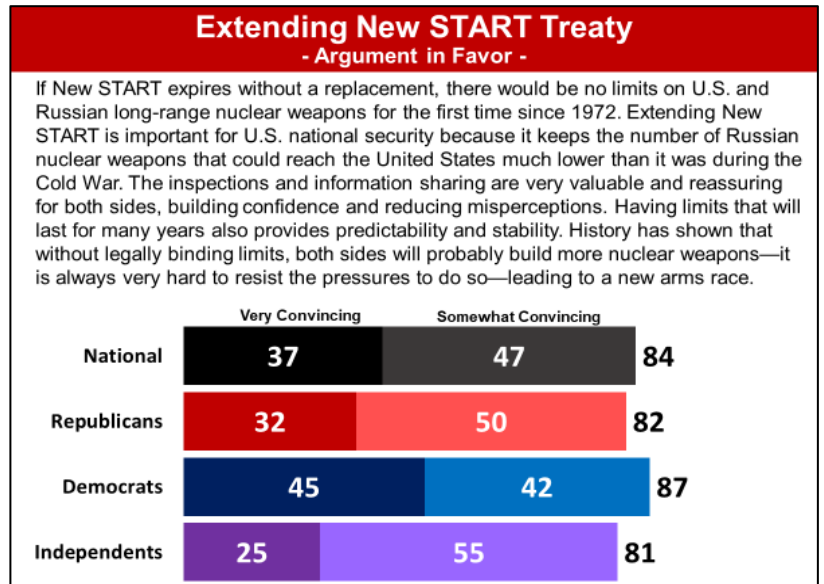 Extending New START Treaty
- Argument in Favor -
If New START expires without a replacement, there would be no limits on U.S. and
Russian long-range nuclear weapons for the first time since 1972. Extending New
START is important for U.S. national security because it keeps the number of Russian
nuclear weapons that could reach the United States much lower than it was during the
Cold War. The inspections and information sharing are very valuable and reassuring
for both sides, building confidence and reducing misperceptions. Having limits that will
last for many years also provides predictability and stability. History has shown that
without legally binding limits, both sides will probably build more nuclear weapons—it
is always very hard to resist the pressures to do so—leading to a new arms race.
Very Convincing Somewhat Convincing
National 37 47 84
Republicans 32 50 82
Democrats 45 42 87
Independents 25 55 81